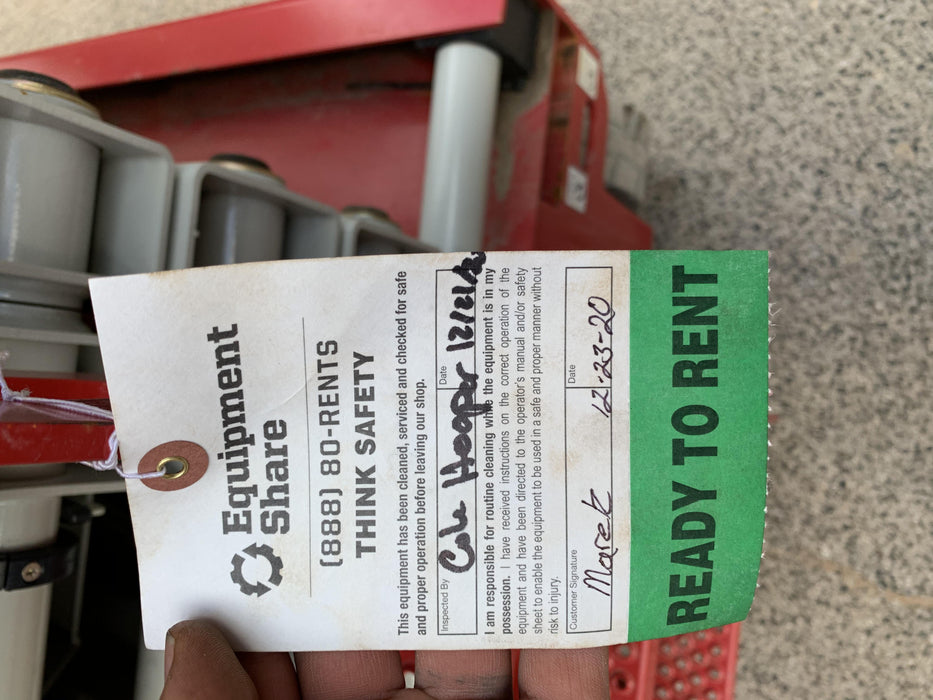 Equipment
Share
(888) 80-RENTS
THINK SAFETY
This equipment has been cleaned, serviced and checked for safe
and proper operation before leaving our shop.
Inspected By Date
Cole Hooper 12/21/20
I am responsible for routine cleaning while the equipment is in my
possession. I have received instructions on the correct operation of the
equipment and have been directed to the operator's manual and/or safety
sheet to enable the equipment to be used in a safe and proper manner without
risk to injury.
Customer Signature Date
Marek 12-23-20
READY TO RENT